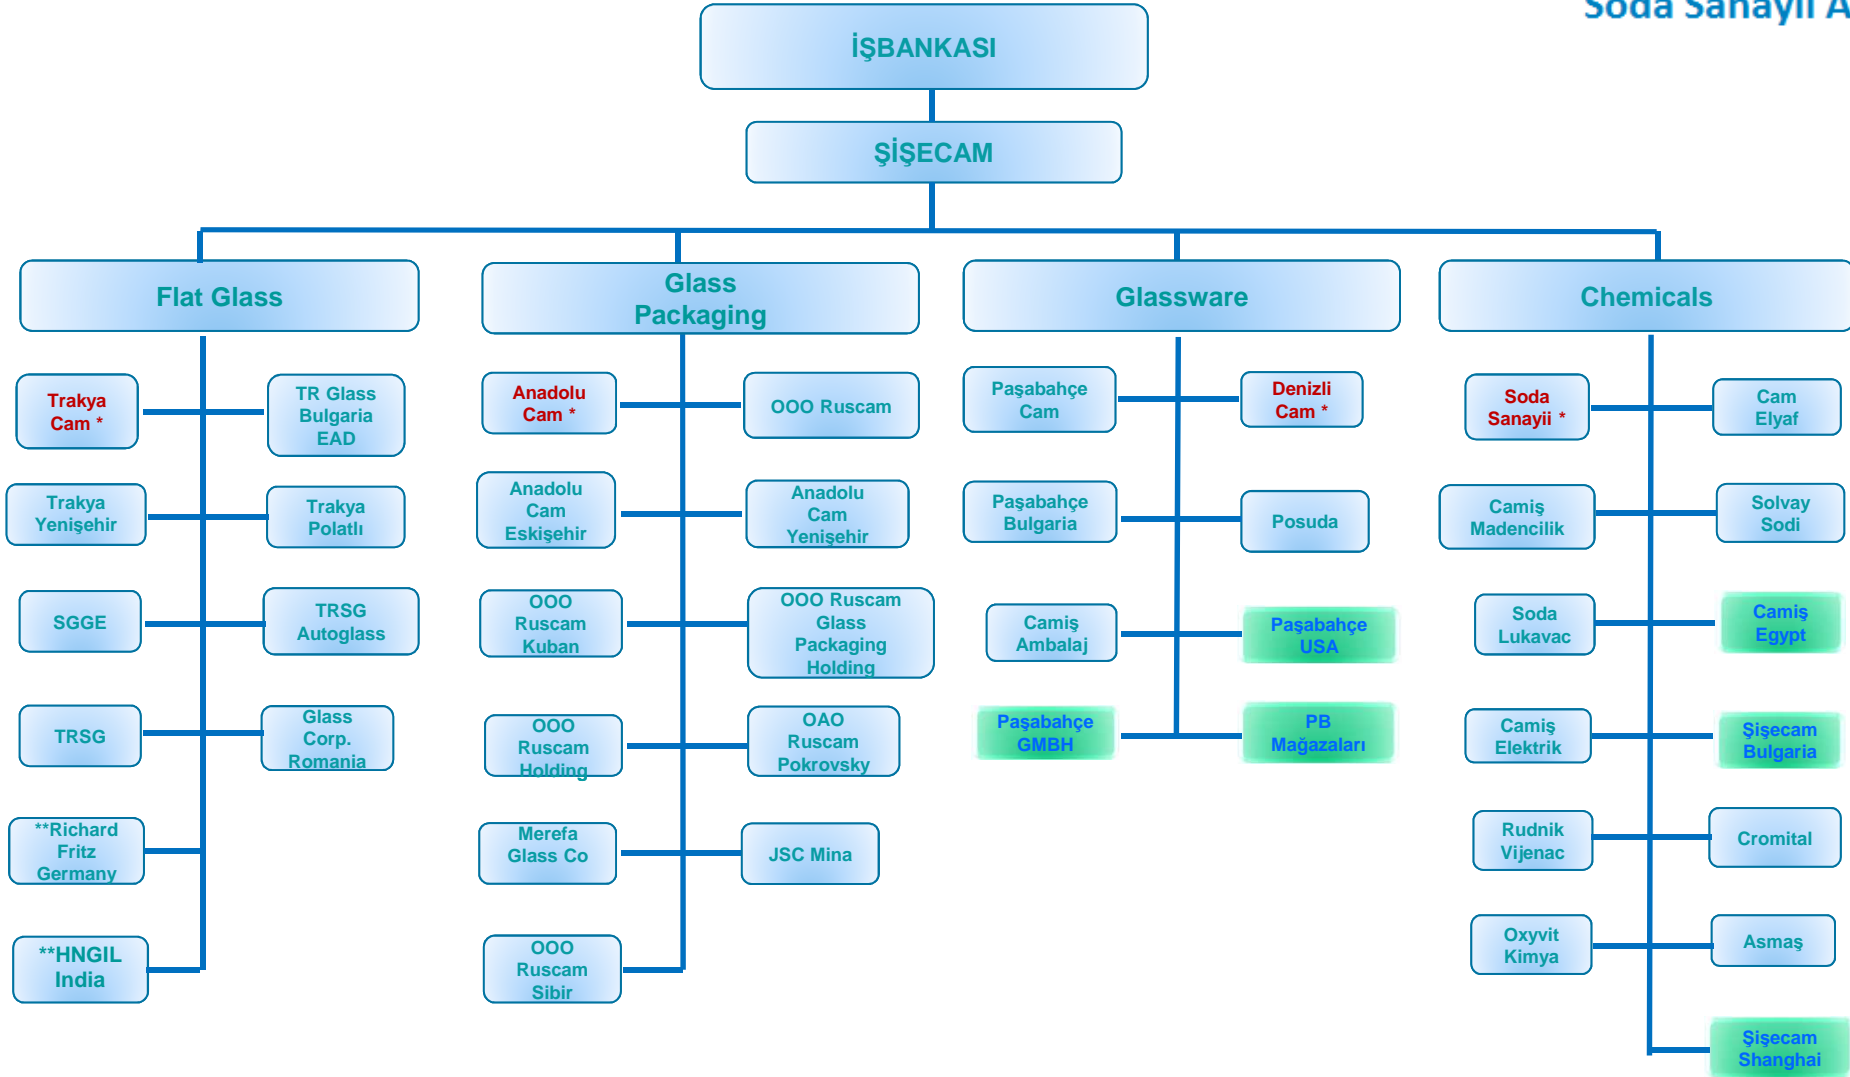 Soda Sanayii A
İŞBANKASI
ŞİŞECAM
Flat Glass
Glass
Packaging
Glassware
Chemicals
Trakya
Cam *
TR Glass
Bulgaria
EAD
Trakya
Yenişehir
Trakya
Polatlı
SGGE
TRSG
Autoglass
TRSG
Glass
Corp.
Romania
**Richard
Fritz
Germany
**HNGIL
India
Anadolu
Cam *
OOO Ruscam
Anadolu
Cam
Eskişehir
Anadolu
Cam
Yenişehir
OOO
Ruscam
Kuban
OOO Ruscam
Glass
Packaging
Holding
OOO
Ruscam
Holding
OAO
Ruscam
Pokrovsky
Merefa
Glass Co
JSC Mina
OOO
Ruscam
Sibir
Paşabahçe
Cam
Denizli
Cam *
Paşabahçe
Bulgaria
Posuda
Camiş
Ambalaj
Paşabahçe
USA
Paşabahçe
GMBH
PB
Mağazaları
Soda
Sanayii *
Cam
Elyaf
Camiş
Madencilik
Solvay
Sodi
Soda
Lukavac
Camiş
Egypt
Camiş
Elektrik
Şişecam
Bulgaria
Rudnik
Vijenac
Cromital
Oxyvit
Kimya
Asmaş
Şişecam
Shanghai